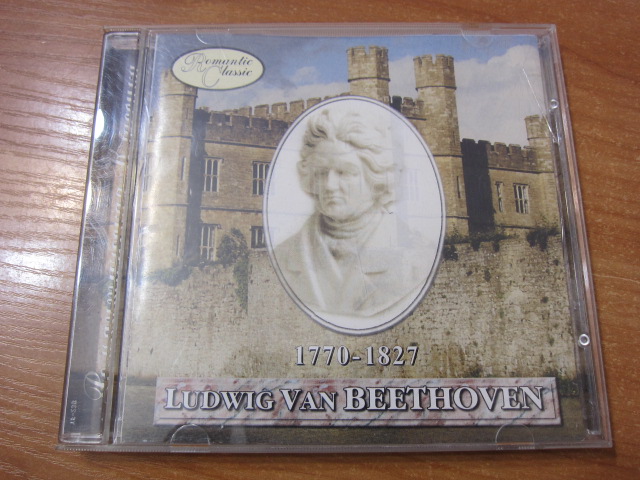 Romantic
Classic
1770-1827
LUDWIG VAN BEETHOVEN